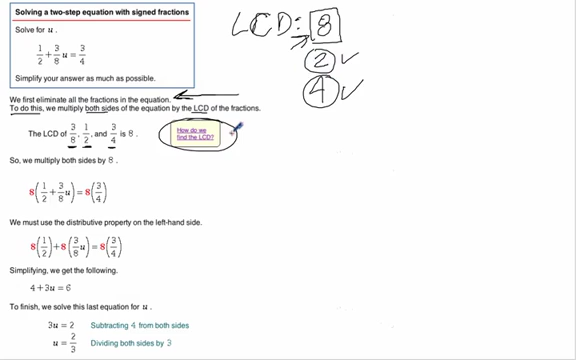 Solving a two-step equation with signed fractions
Solve for u.
1/2 + 3/8 u = 3/4
Simplify your answer as much as possible.
We first eliminate all the fractions in the equation.
To do this, we multiply both sides of the equation by the LCD of the fractions.
The LCD of 3/8, 1/2, and 3/4 is 8.
How do we
find the LCD?
So, we multiply both sides by 8.
8(1/2 + 3/8 u) = 8(3/4)
We must use the distributive property on the left-hand side.
8(1/2) + 8(3/8 u) = 8(3/4)
Simplifying, we get the following.
4 + 3u = 6
To finish, we solve this last equation for u.
3u = 2 Subtracting 4 from both sides
u = 2/3 Dividing both sides by 3
LCD: 8
2 ✓
4 ✓